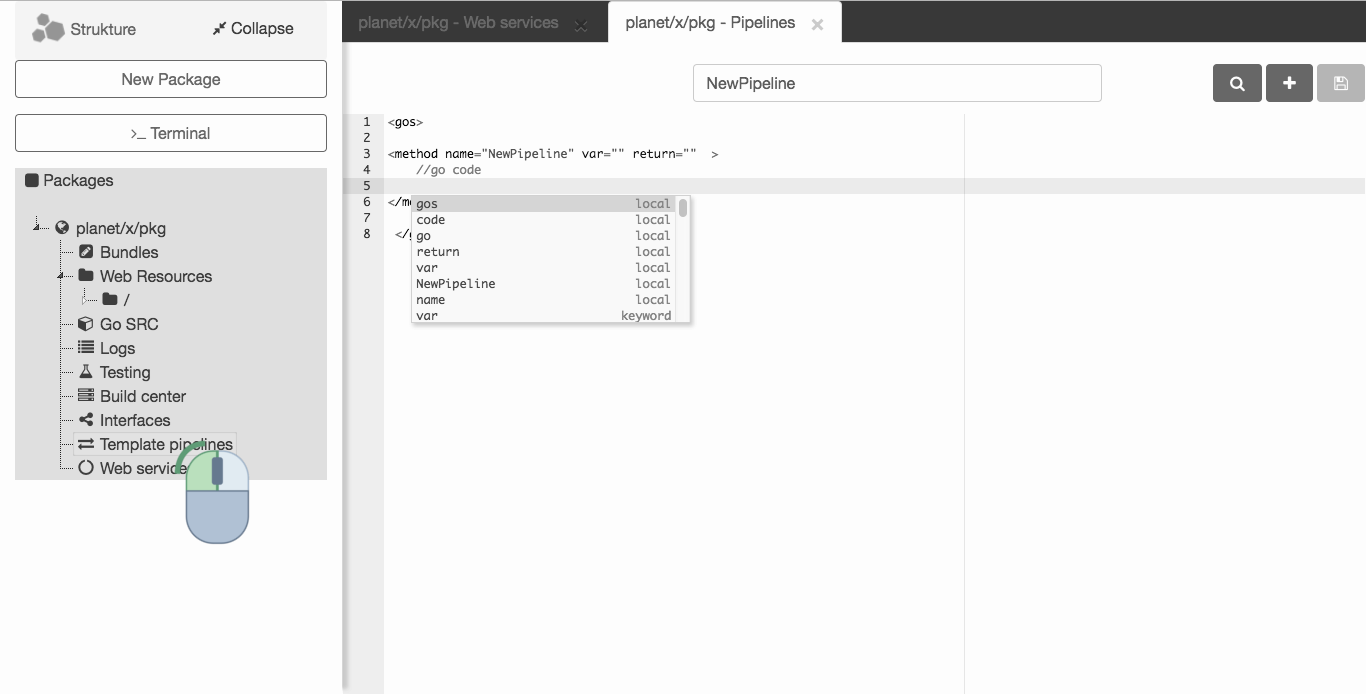 Strukture
Collapse
New Package
>_ Terminal
Packages
planet/x/pkg
Bundles
Web Resources
/
Go SRC
Logs
Testing
Build center
Interfaces
Template pipelines
Web service
planet/x/pkg - Web services
planet/x/pkg - Pipelines
NewPipeline
1 <gos>
2
3 <method name="NewPipeline" var="" return="" >
4 //go code
5
6 </m
7
8 </g
gos local
code local
go local
return local
var local
NewPipeline local
name local
var keyword